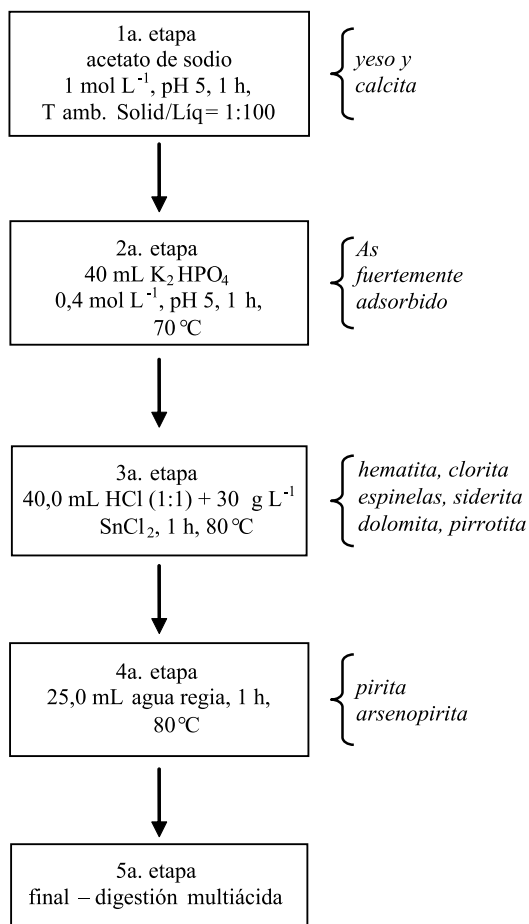 1a. etapa
acetato de sodio
1 mol L⁻¹, pH 5, 1 h,
T amb. Solid/Líq= 1:100
yeso y
calcita
2a. etapa
40 mL K₂HPO₄
0,4 mol L⁻¹, pH 5, 1 h,
70°C
As
fuertemente
adsorbido
3a. etapa
40,0 mL HCl (1:1) + 30 g L⁻¹
SnCl₂, 1 h, 80°C
hematita, clorita
espinelas, siderita
dolomita, pirrotita
4a. etapa
25,0 mL agua regia, 1 h,
80°C
pirita
arsenopirita
5a. etapa
final – digestión multiácida